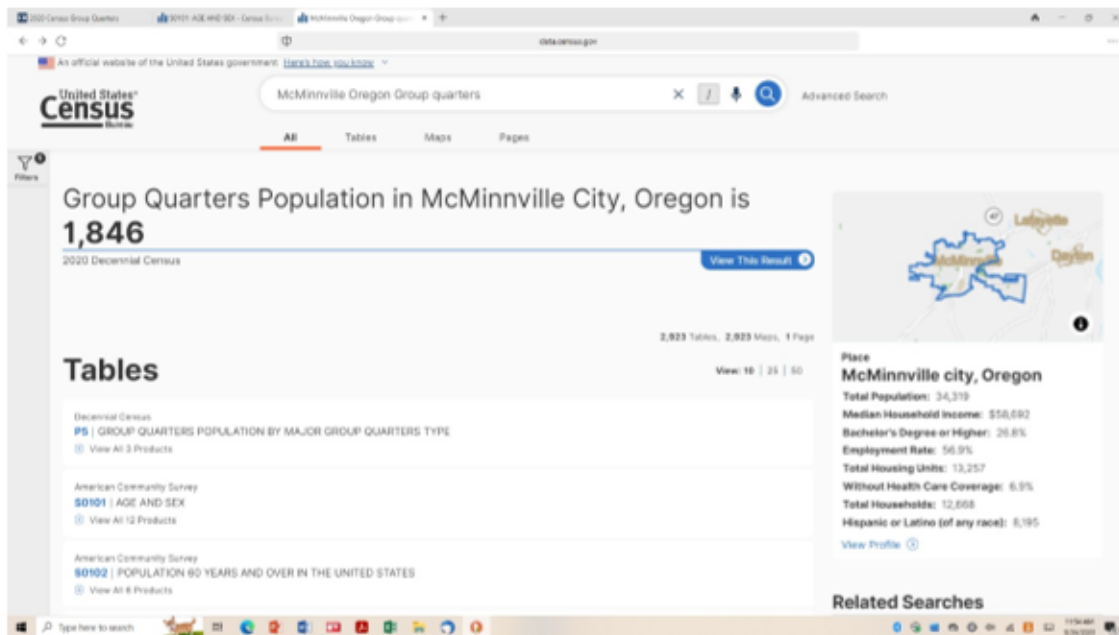 2020 Census Group Quarters
S0101: AGE AND SEX - Census Bure
McMinnville Oregon Group quar
data.census.gov
An official website of the United States government Here's how you know
United States®
Census
Bureau
McMinnville Oregon Group quarters
Advanced Search
All Tables Maps Pages
Filters
Group Quarters Population in McMinnville City, Oregon is
1,846
2020 Decennial Census
View This Result
2,923 Tables, 2,923 Maps, 1 Page
Tables
View: 10 | 25 | 50
Decennial Census
P5 | GROUP QUARTERS POPULATION BY MAJOR GROUP QUARTERS TYPE
View All 3 Products
American Community Survey
S0101 | AGE AND SEX
View All 12 Products
American Community Survey
S0102 | POPULATION 60 YEARS AND OVER IN THE UNITED STATES
View All 6 Products
Lafayette
McMinnville
Dayton
47
Place
McMinnville city, Oregon
Total Population: 34,319
Median Household Income: $58,692
Bachelor's Degree or Higher: 26.8%
Employment Rate: 56.9%
Total Housing Units: 13,257
Without Health Care Coverage: 6.9%
Total Households: 12,668
Hispanic or Latino (of any race): 8,195
View Profile
Related Searches
Type here to search
11:54 AM